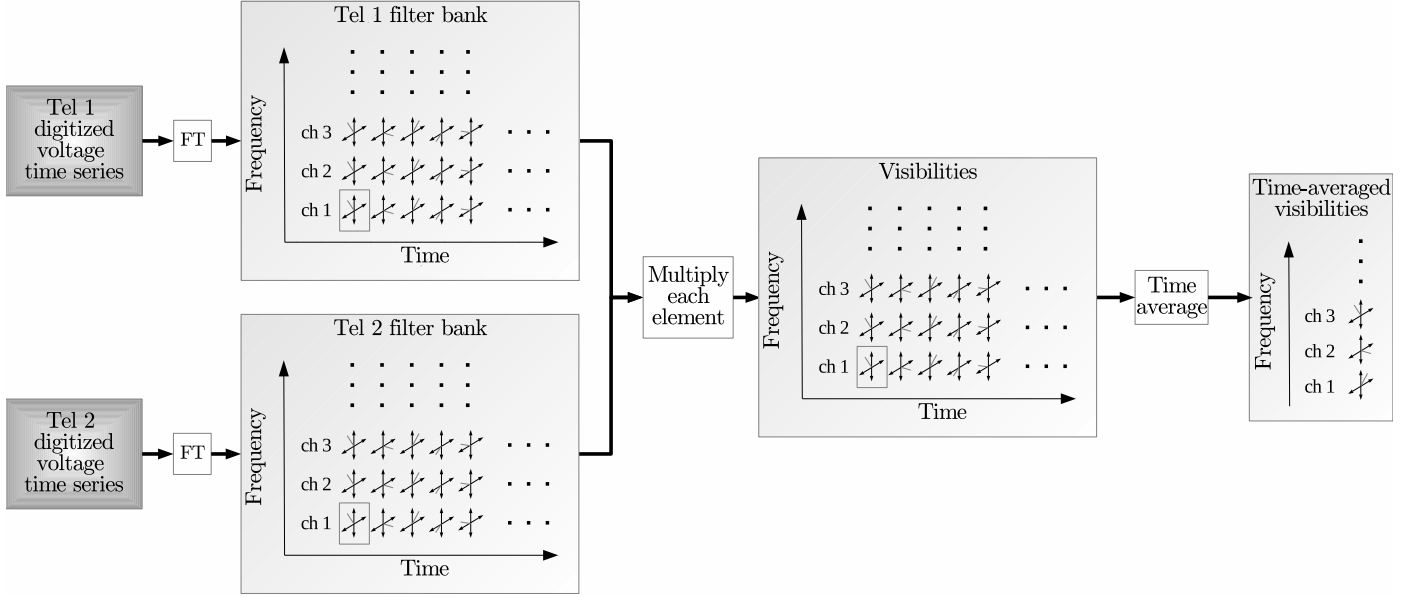 Tel 1
digitized
voltage
time series
FT
Tel 1 filter bank
Frequency
ch 3
ch 2
ch 1
Time
Tel 2
digitized
voltage
time series
FT
Tel 2 filter bank
Frequency
ch 3
ch 2
ch 1
Time
Multiply
each
element
Visibilities
Frequency
ch 3
ch 2
ch 1
Time
Time
average
Time-averaged
visibilities
Frequency
ch 3
ch 2
ch 1